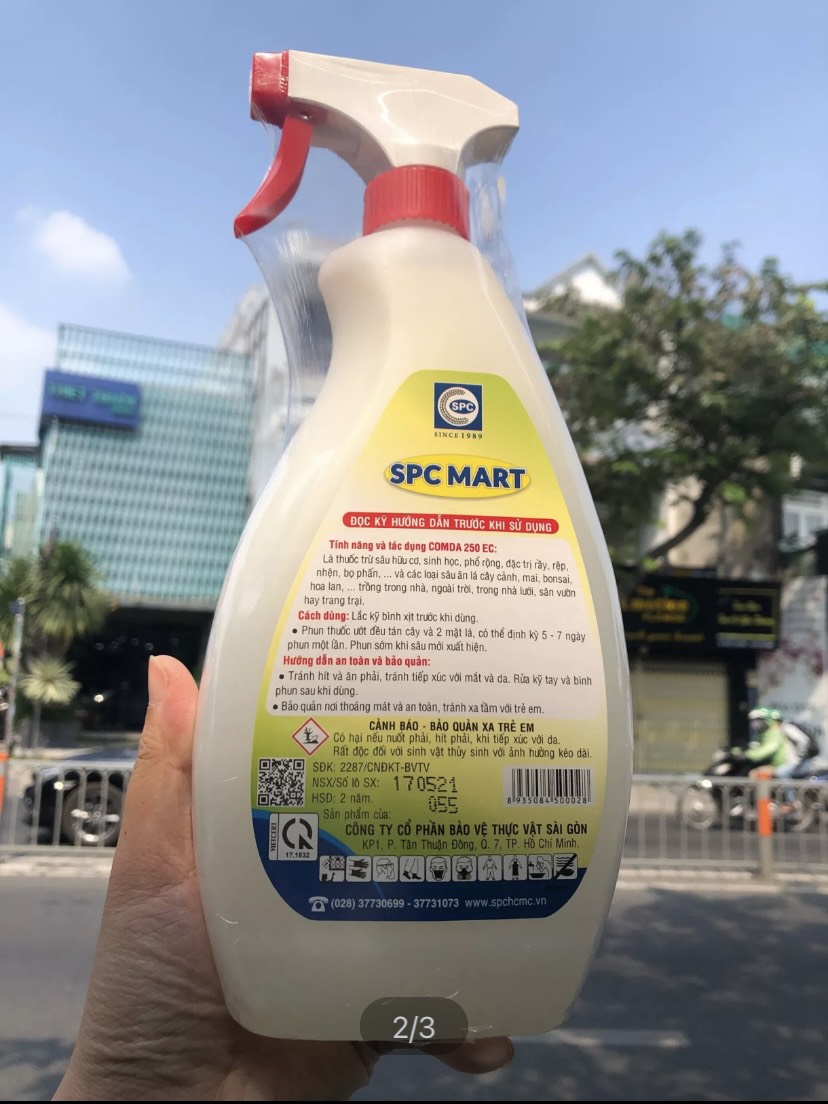 SPC
SINCE 1989
SPC MART
ĐỌC KỸ HƯỚNG DẪN TRƯỚC KHI SỬ DỤNG
Tính năng và tác dụng COMDA 250 EC:
Là thuốc trừ sâu hữu cơ, sinh học, phổ rộng, đặc trị rầy, rệp,
nhện, bọ phấn, ... và các loại sâu ăn lá cây cảnh, mai, bonsai,
hoa lan, ... trồng trong nhà, ngoài trời, trong nhà lưới, sân vườn
hay trang trại.
Cách dùng: Lắc kỹ bình xịt trước khi dùng.
• Phun thuốc ướt đều tán cây và 2 mặt lá, có thể định kỳ 5 - 7 ngày
phun một lần. Phun sớm khi sâu mới xuất hiện.
Hướng dẫn an toàn và bảo quản:
• Tránh hít và ăn phải, tránh tiếp xúc với mắt và da. Rửa kỹ tay và bình
phun sau khi dùng.
• Bảo quản nơi thoáng mát và an toàn, tránh xa tầm với trẻ em.
CẢNH BÁO - BẢO QUẢN XA TRẺ EM
Có hại nếu nuốt phải, hít phải, khi tiếp xúc với da.
Rất độc đối với sinh vật thủy sinh với ảnh hưởng kéo dài.
SĐK: 2287/CNĐKT-BVTV
NSX/Số lô SX: 170521
HSD: 2 năm. 055
8 935084 500028
Sản phẩm của:
CÔNG TY CỔ PHẦN BẢO VỆ THỰC VẬT SÀI GÒN
KP1, P. Tân Thuận Đông, Q. 7, TP. Hồ Chí Minh.
VIETCERT
17.1832
(028) 37730699 - 37731073 www.spchcmc.vn
2/3